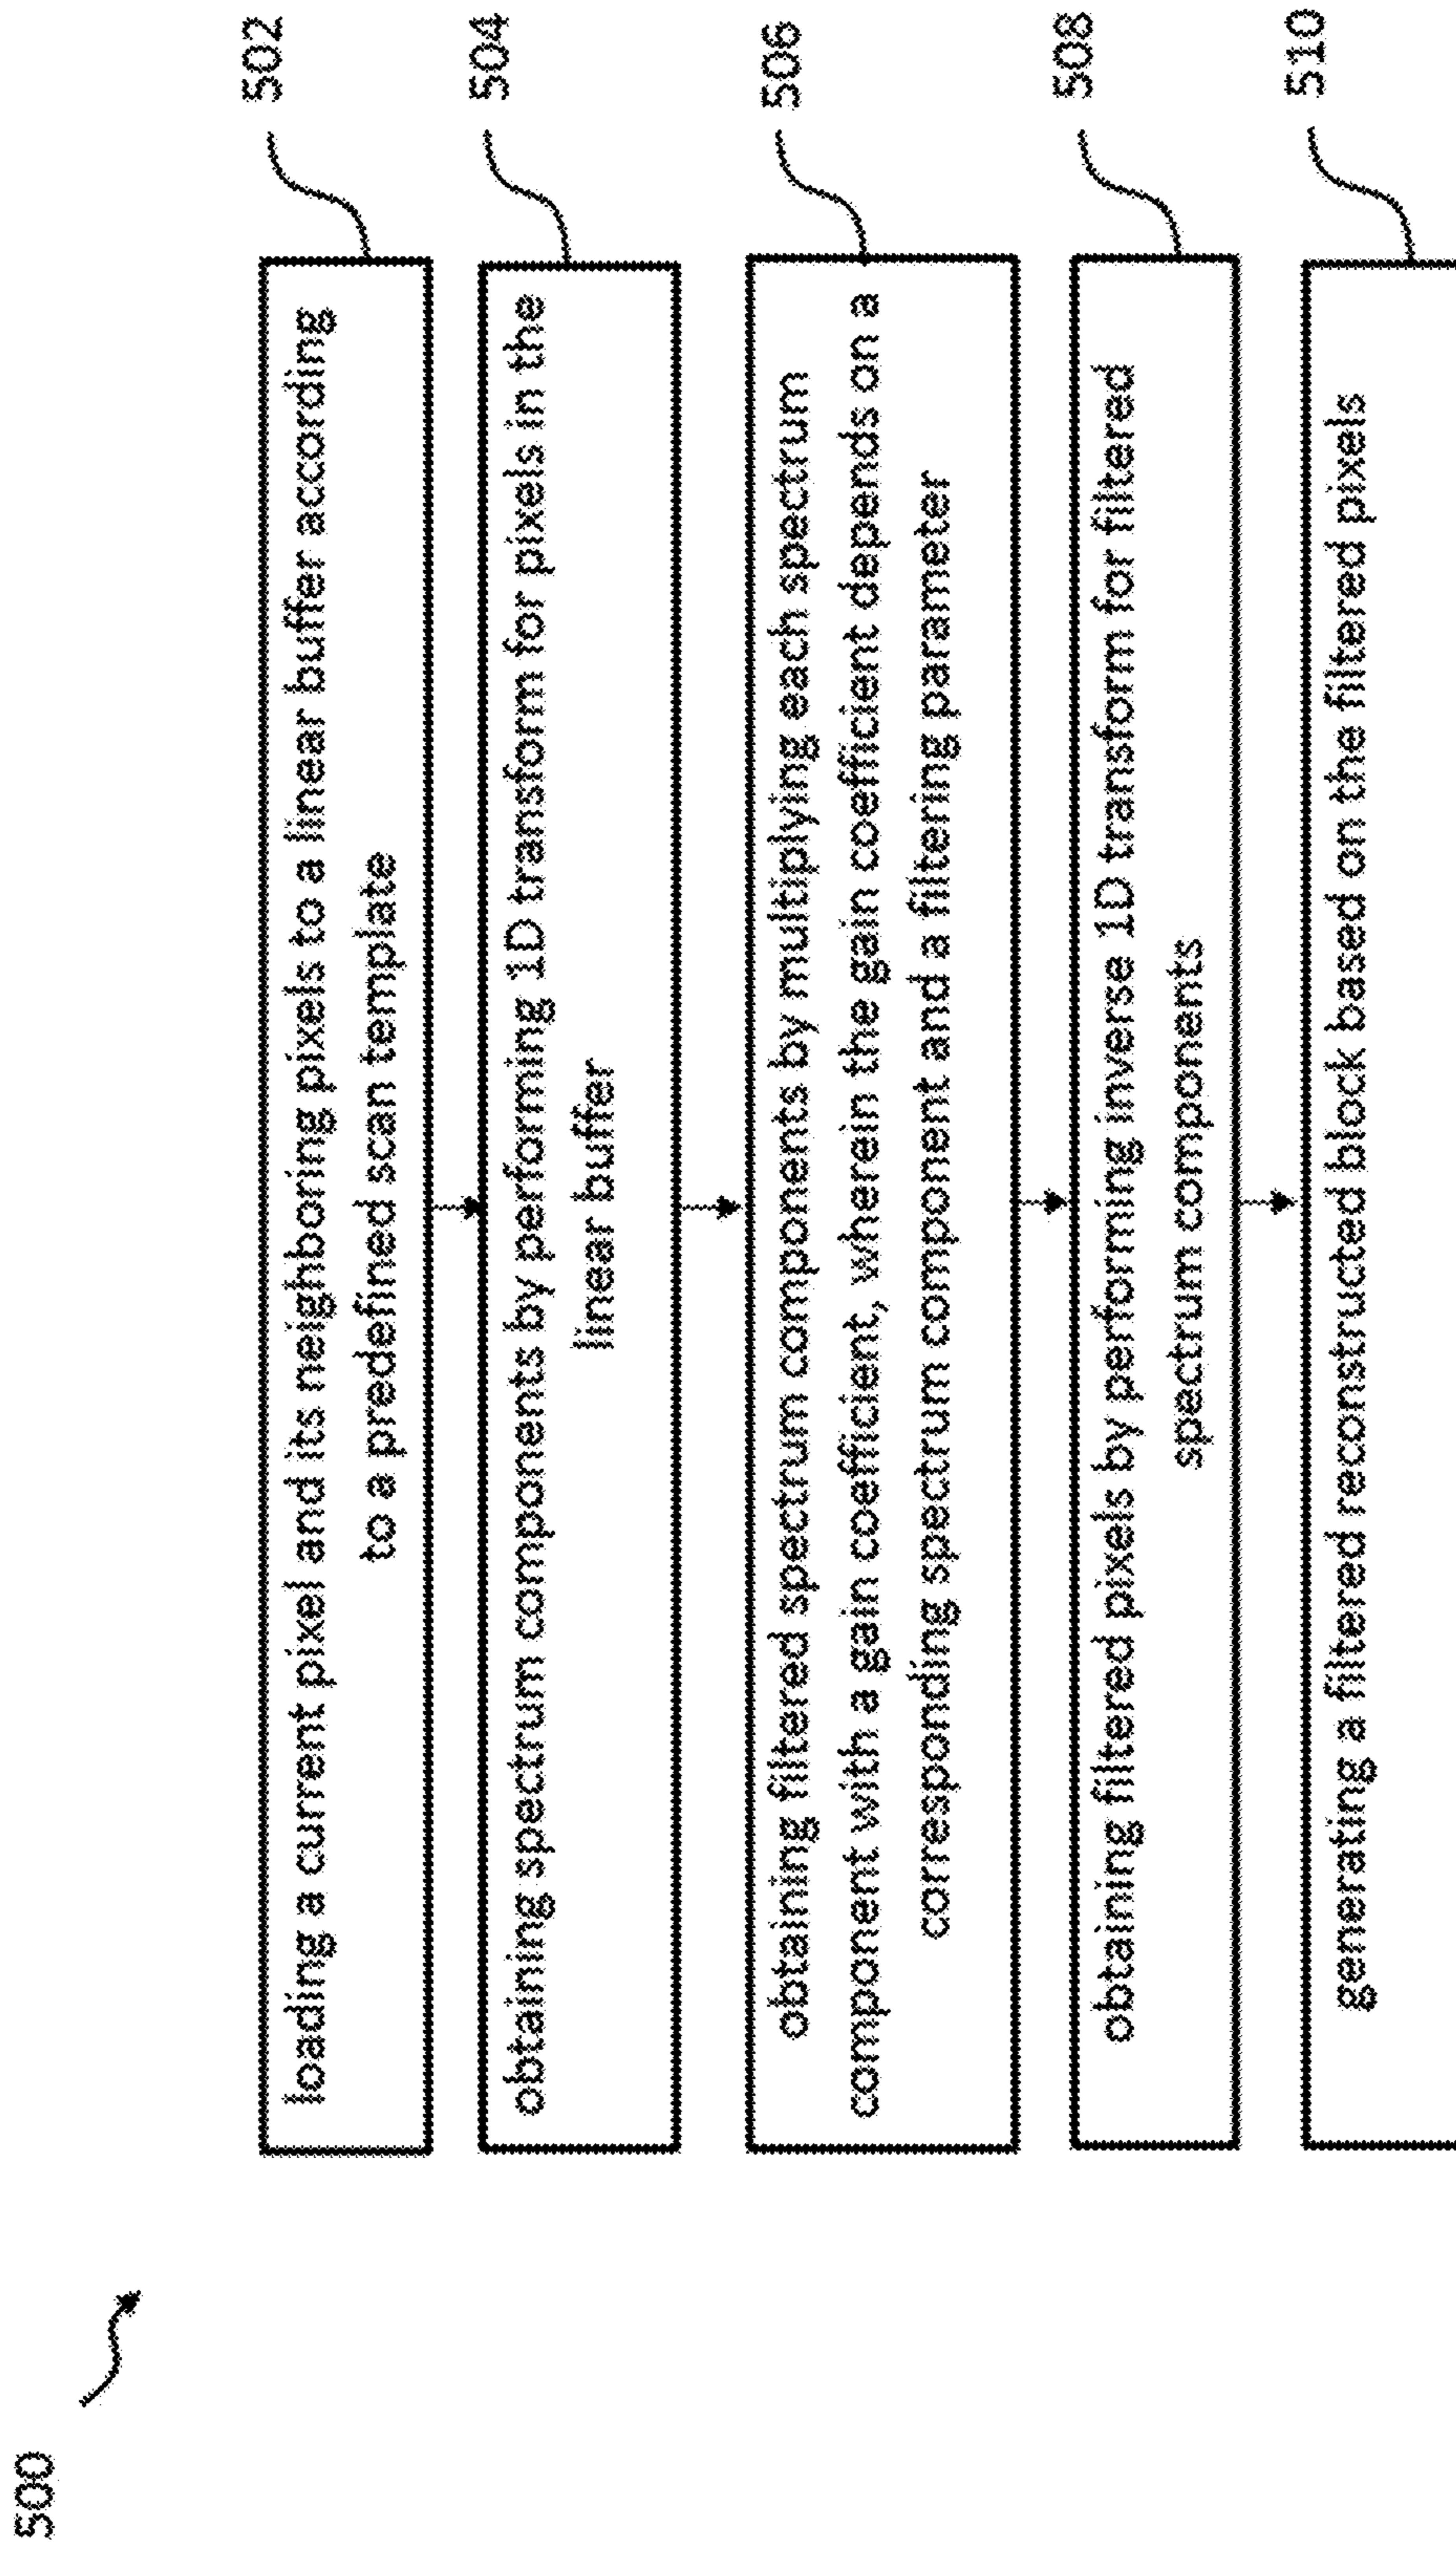 500
loading a current pixel and its neighboring pixels to a linear buffer according
to a predefined scan template
502
obtaining spectrum components by performing 1D transform for pixels in the
linear buffer
504
obtaining filtered spectrum components by multiplying each spectrum
component with a gain coefficient, wherein the gain coefficient depends on a
corresponding spectrum component and a filtering parameter
506
obtaining filtered pixels by performing inverse 1D transform for filtered
spectrum components
508
generating a filtered reconstructed block based on the filtered pixels
510